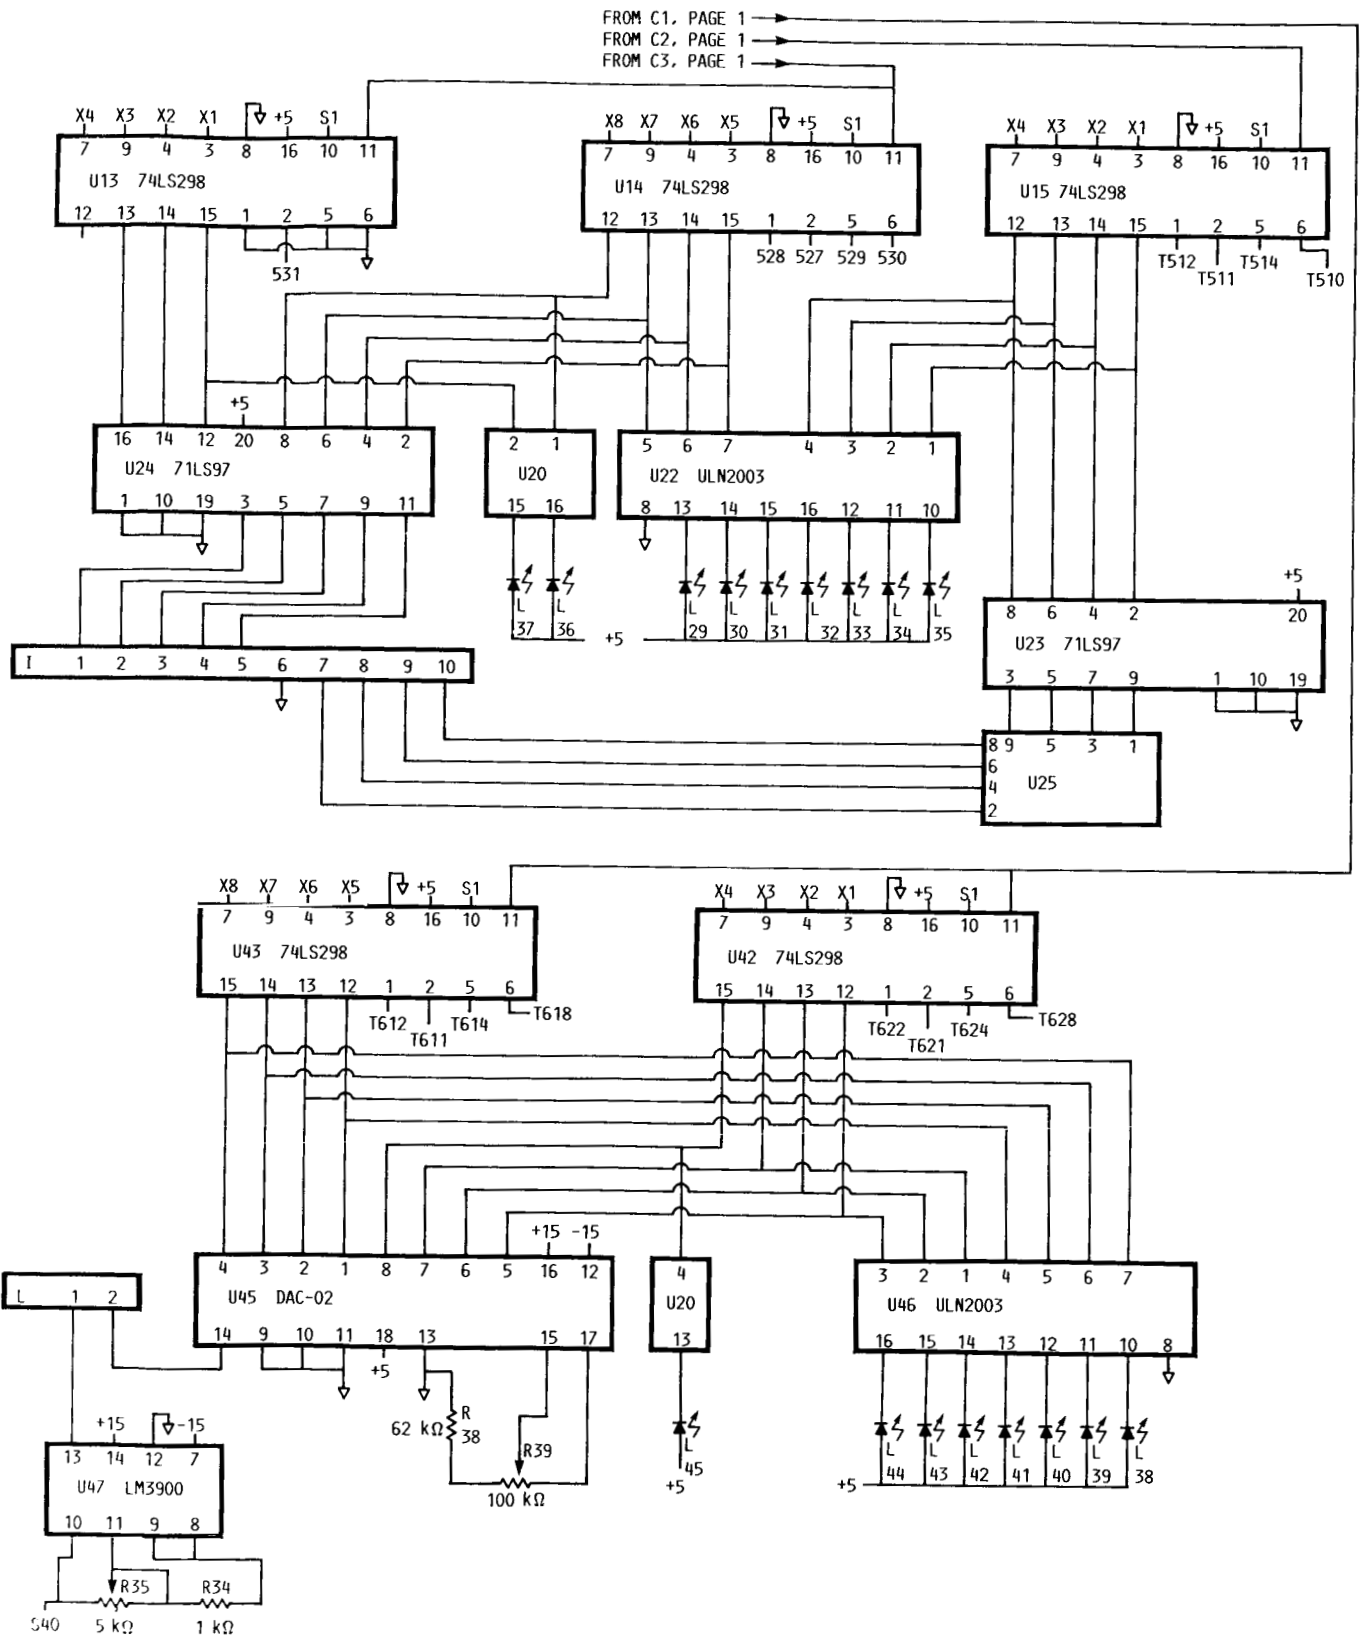 FROM C1, PAGE 1
FROM C2, PAGE 1
FROM C3, PAGE 1
X4 X3 X2 X1 +5 S1
7 9 4 3 8 16 10 11
U13 74LS298
12 13 14 15 1 2 5 6
531
X8 X7 X6 X5 +5 S1
7 9 4 3 8 16 10 11
U14 74LS298
12 13 14 15 1 2 5 6
528 527 529 530
X4 X3 X2 X1 +5 S1
7 9 4 3 8 16 10 11
U15 74LS298
12 13 14 15 1 2 5 6
T512 T511 T514 T510
+5
16 14 12 20 8 6 4 2
U24 71LS97
1 10 19 3 5 7 9 11
2 1
U20
15 16
L L
37 36
+5
5 6 7 4 3 2 1
U22 ULN2003
8 13 14 15 16 12 11 10
L L L L L L L
29 30 31 32 33 34 35
+5
8 6 4 2 20
U23 71LS97
3 5 7 9 1 10 19
I 1 2 3 4 5 6 7 8 9 10
8 9 5 3 1
6
4
2
U25
X8 X7 X6 X5 +5 S1
7 9 4 3 8 16 10 11
U43 74LS298
15 14 13 12 1 2 5 6
T612 T611 T614 T618
X4 X3 X2 X1 +5 S1
7 9 4 3 8 16 10 11
U42 74LS298
15 14 13 12 1 2 5 6
T622 T621 T624 T628
+15 -15
4 3 2 1 8 7 6 5 16 12
U45 DAC-02
14 9 10 11 18 13 15 17
+5
62 kΩ
R
38
R39
100 kΩ
4
U20
13
L
45
+5
3 2 1 4 5 6 7
U46 ULN2003
16 15 14 13 12 11 10 8
L L L L L L L
+5 44 43 42 41 40 39 38
L 1 2
+15 -15
13 14 12 7
U47 LM3900
10 11 9 8
R35 R34
S40 5 kΩ 1 kΩ